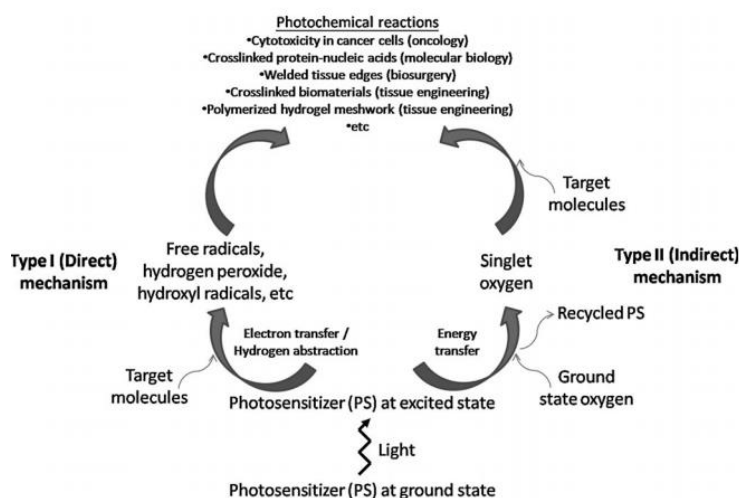 Photochemical reactions
•Cytotoxicity in cancer cells (oncology)
•Crosslinked protein-nucleic acids (molecular biology)
•Welded tissue edges (biosurgery)
•Crosslinked biomaterials (tissue engineering)
•Polymerized hydrogel meshwork (tissue engineering)
•etc
Target
molecules
Type I (Direct)
mechanism
Free radicals,
hydrogen peroxide,
hydroxyl radicals, etc
Singlet
oxygen
Type II (Indirect)
mechanism
Recycled PS
Electron transfer /
Hydrogen abstraction
Energy
transfer
Target
molecules
Ground
state oxygen
Photosensitizer (PS) at excited state
Light
Photosensitizer (PS) at ground state